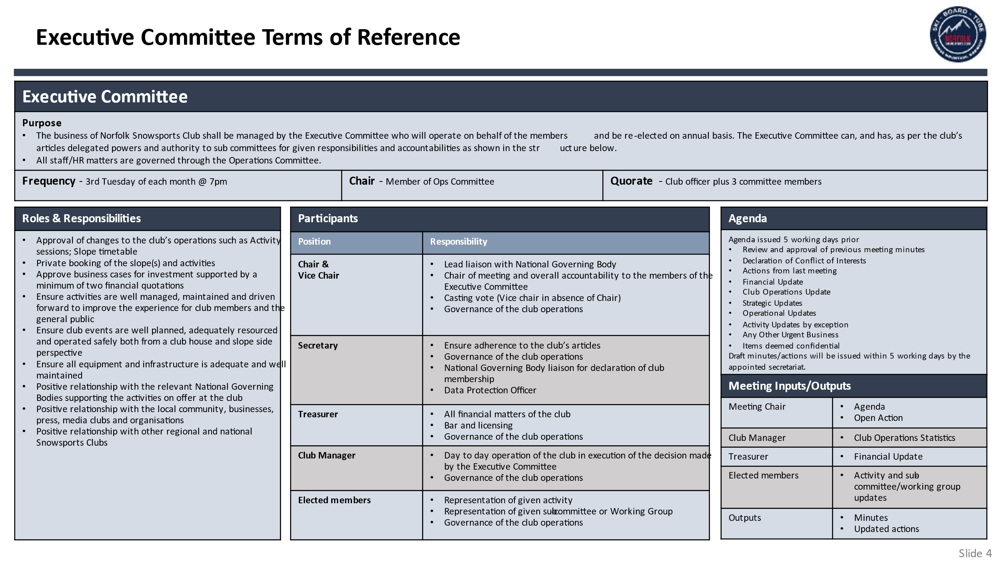 Executive Committee Terms of Reference
SKI - BOARD - TUBE
NORFOLK
Executive Committee
Purpose
• The business of Norfolk Snowsports Club shall be managed by the Executive Committee who will operate on behalf of the members and be re-elected on annual basis. The Executive Committee can, and has, as per the club’s
articles delegated powers and authority to sub committees for given responsibilities and accountabilities as shown in the structure below.
• All staff/HR matters are governed through the Operations Committee.
Frequency - 3rd Tuesday of each month @ 7pm
Chair - Member of Ops Committee
Quorate - Club officer plus 3 committee members
Roles & Responsibilities
• Approval of changes to the club’s operations such as Activity
sessions; Slope timetable
• Private booking of the slope(s) and activities
• Approve business cases for investment supported by a
minimum of two financial quotations
• Ensure activities are well managed, maintained and driven
forward to improve the experience for club members and the
general public
• Ensure club events are well planned, adequately resourced
and operated safely both from a club house and slope side
perspective
• Ensure all equipment and infrastructure is adequate and well
maintained
• Positive relationship with the relevant National Governing
Bodies supporting the activities on offer at the club
• Positive relationship with the local community, businesses,
press, media clubs and organisations
• Positive relationship with other regional and national
Snowsports Clubs
Participants
Position
Responsibility
Chair &
Vice Chair
• Lead liaison with National Governing Body
• Chair of meeting and overall accountability to the members of the
Executive Committee
• Casting vote (Vice chair in absence of Chair)
• Governance of the club operations
Secretary
• Ensure adherence to the club’s articles
• Governance of the club operations
• National Governing Body liaison for declaration of club
membership
• Data Protection Officer
Treasurer
• All financial matters of the club
• Bar and licensing
• Governance of the club operations
Club Manager
• Day to day operation of the club in execution of the decision made
by the Executive Committee
• Governance of the club operations
Elected members
• Representation of given activity
• Representation of given sub-committee or Working Group
• Governance of the club operations
Agenda
Agenda issued 5 working days prior
• Review and approval of previous meeting minutes
• Declaration of Conflict of Interests
• Actions from last meeting
• Financial Update
• Club Operations Update
• Strategic Updates
• Operational Updates
• Activity Updates by exception
• Any Other Urgent Business
• Items deemed confidential
Draft minutes/actions will be issued within 5 working days by the
appointed secretariat.
Meeting Inputs/Outputs
Meeting Chair
• Agenda
• Open Action
Club Manager
• Club Operations Statistics
Treasurer
• Financial Update
Elected members
• Activity and sub-
committee/working group
updates
Outputs
• Minutes
• Updated actions
Slide 4